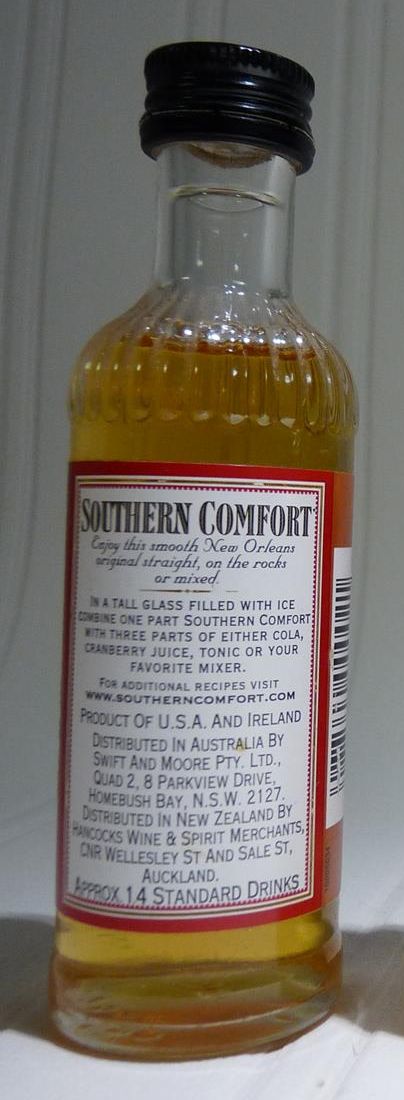 SOUTHERN COMFORT
Enjoy this smooth New Orleans
original straight, on the rocks
or mixed.
IN A TALL GLASS FILLED WITH ICE
COMBINE ONE PART SOUTHERN COMFORT
WITH THREE PARTS OF EITHER COLA,
CRANBERRY JUICE, TONIC OR YOUR
FAVORITE MIXER.
FOR ADDITIONAL RECIPES VISIT
WWW.SOUTHERNCOMFORT.COM
PRODUCT OF U.S.A. AND IRELAND
DISTRIBUTED IN AUSTRALIA BY
SWIFT AND MOORE PTY. LTD.,
QUAD 2, 8 PARKVIEW DRIVE,
HOMEBUSH BAY, N.S.W. 2127.
DISTRIBUTED IN NEW ZEALAND BY
HANCOCKS WINE & SPIRIT MERCHANTS,
CNR WELLESLEY ST AND SALE ST,
AUCKLAND.
APPROX. 1.4 STANDARD DRINKS